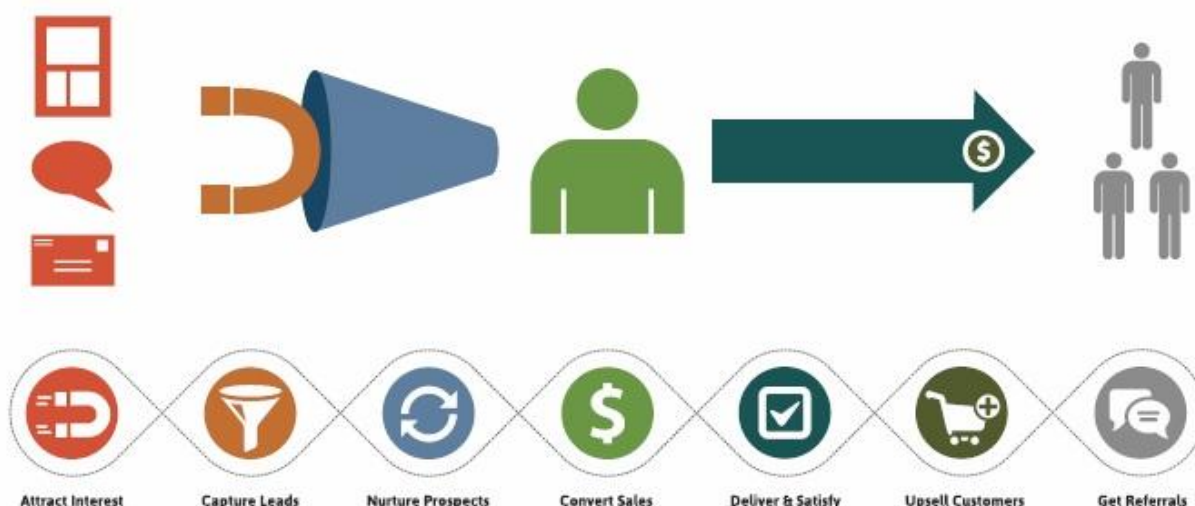 Attract Interest
Capture Leads
Nurture Prospects
Convert Sales
Deliver & Satisfy
Upsell Customers
Get Referrals